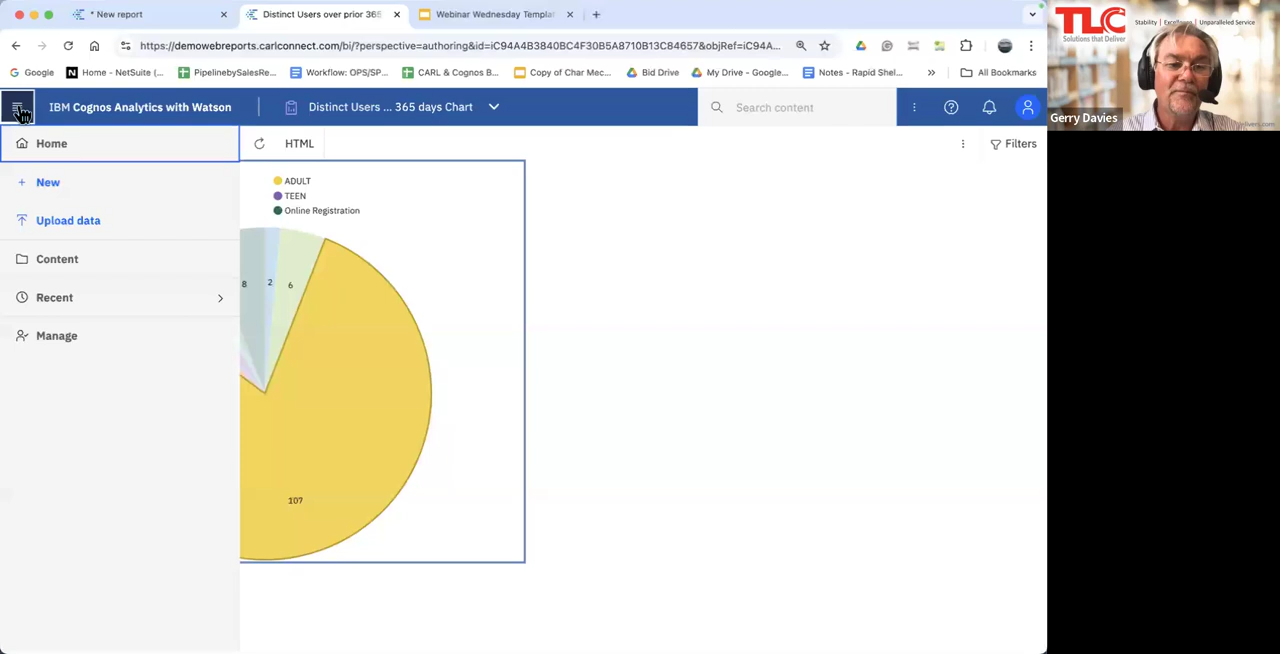 * New report
Distinct Users over prior 365
Webinar Wednesday Templat
https://demowebreports.carlconnect.com/bi/?perspective=authoring&id=iC94A4B3840BC4F30B5A8710B13C84657&objRef=iC94A...
Google
Home - NetSuite (...
PipelinebySalesRe...
Workflow: OPS/SP...
CARL & Cognos B...
Copy of Char Mec...
Bid Drive
My Drive - Google...
Notes - Rapid Shel...
All Bookmarks
IBM Cognos Analytics with Watson
Distinct Users ... 365 days Chart
Search content
Home
New
Upload data
Content
Recent
Manage
HTML
Filters
ADULT
TEEN
Online Registration
8
2
6
107
TLC
Solutions that Deliver
Stability | Excellence | Unparalleled Service
Gerry Davies